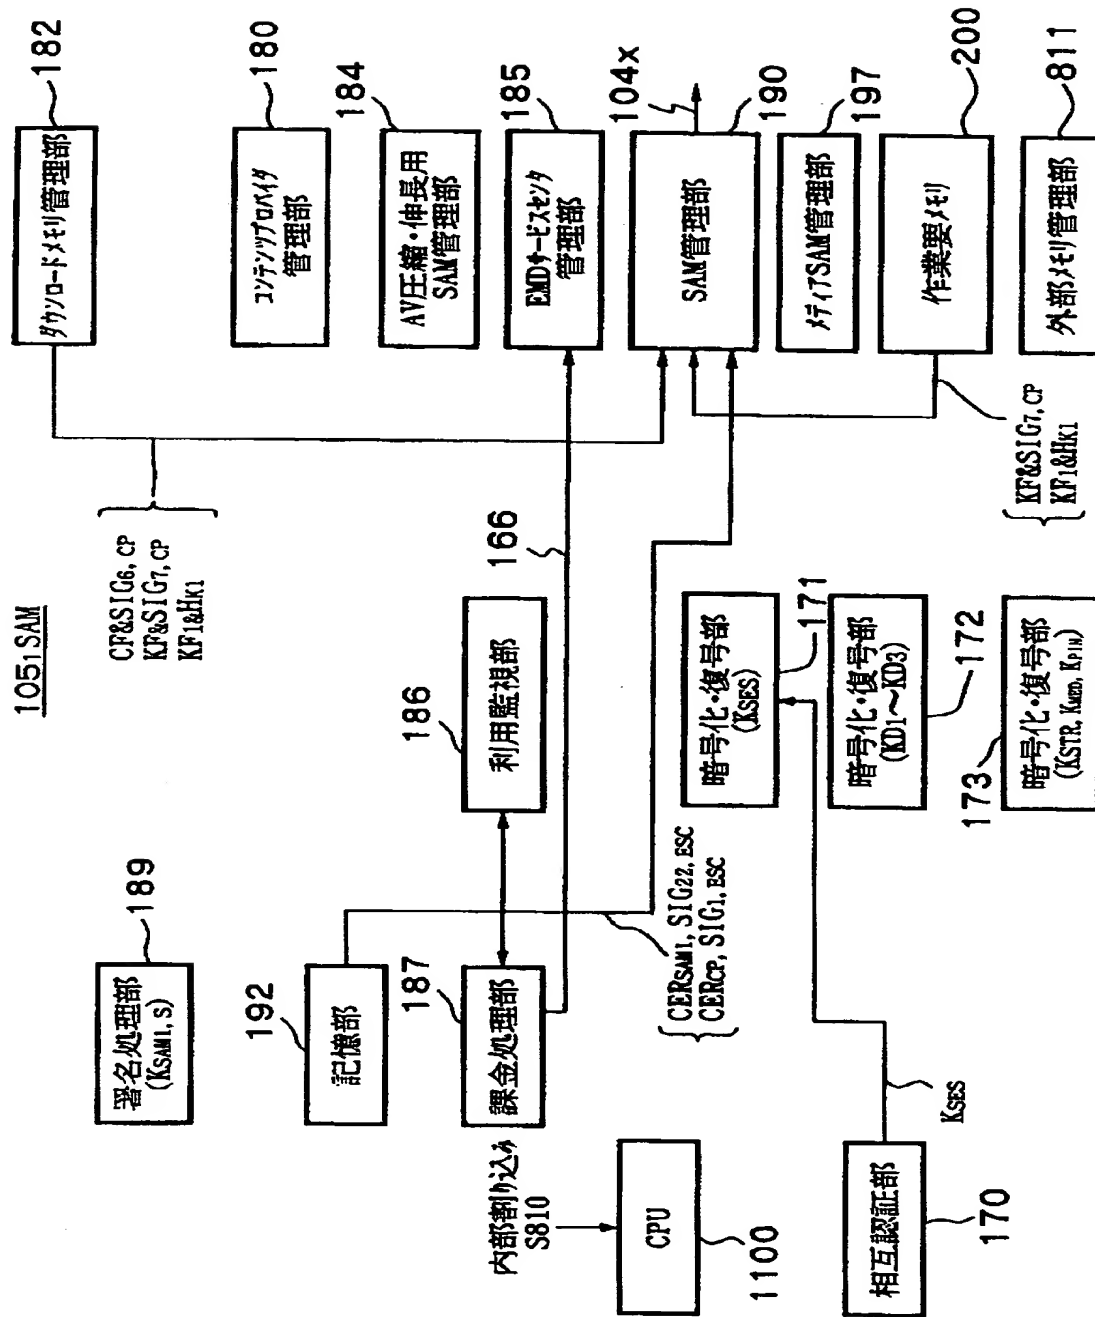 105₁SAM
182
ダウンロードメモリ管理部
CF&SIG6, CP
KF&SIG7, CP
KF1&HK1
180
コンテンツプロバイダ
管理部
184
AV圧縮・伸長用
SAM管理部
185
EMDサービスセンタ
管理部
104x
190
SAM管理部
197
メディアSAM管理部
200
作業要メモリ
811
外部メモリ管理部
KF&SIG7, CP
KF1&HK1
166
186
利用監視部
171
暗号化・復号部
(KSES)
172
暗号化・復号部
(KD1~KD3)
173
暗号化・復号部
(KSTR, KMED, KPIN)
189
署名処理部
(KSAM1, S)
192
記憶部
187
課金処理部
CERSAM1, SIG22, ESC
CERCP, SIG1, ESC
内部割り込み
S810
CPU
1100
相互認証部
170
KSES